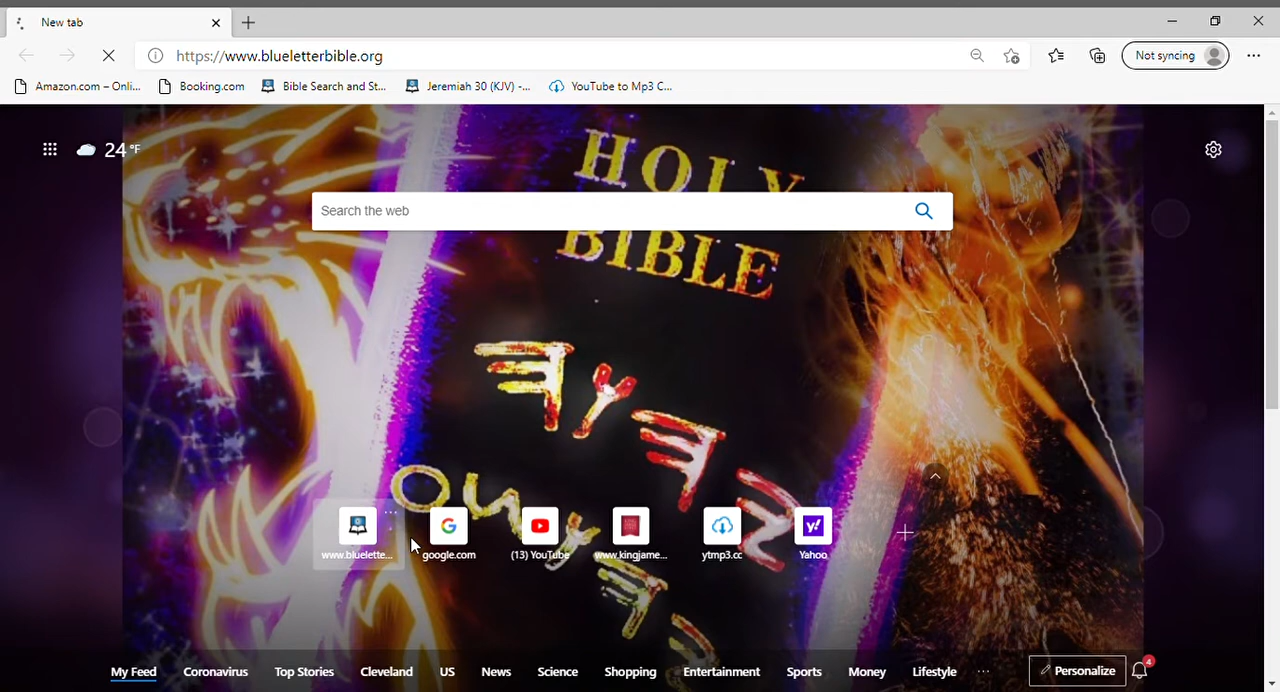 New tab
https://www.blueletterbible.org
Not syncing
Amazon.com – Onli...
Booking.com
Bible Search and St...
Jeremiah 30 (KJV) -...
YouTube to Mp3 C...
24 °F
HOLY
Search the web
BIBLE
𐤉𐤄𐤅𐤄
www.bluelette...
google.com
(13) YouTube
www.kingjame...
ytmp3.cc
Yahoo
My Feed
Coronavirus
Top Stories
Cleveland
US
News
Science
Shopping
Entertainment
Sports
Money
Lifestyle
Personalize
4